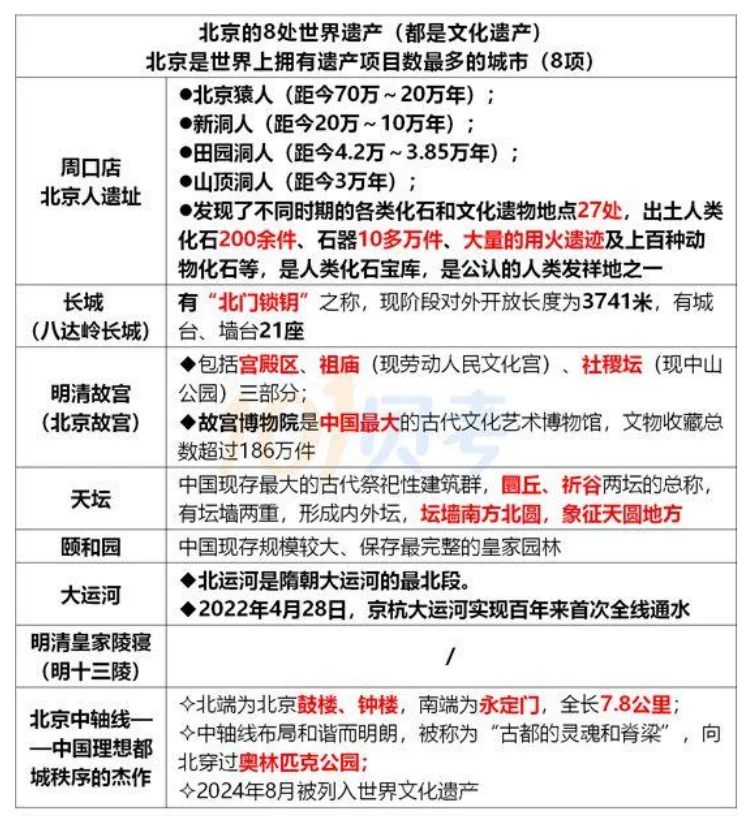 北京的8处世界遗产（都是文化遗产）
北京是世界上拥有遗产项目数最多的城市（8项）
周口店
北京人遗址
●北京猿人（距今70万～20万年）；
●新洞人（距今20万～10万年）；
●田园洞人（距今4.2万～3.85万年）；
●山顶洞人（距今3万年）；
●发现了不同时期的各类化石和文化遗物地点27处，出土人类
化石200余件、石器10多万件、大量的用火遗迹及上百种动
物化石等，是人类化石宝库，是公认的人类发祥地之一
长城
（八达岭长城）
有“北门锁钥”之称，现阶段对外开放长度为3741米，有城
台、墙台21座
明清故宫
（北京故宫）
◆包括宫殿区、祖庙（现劳动人民文化宫）、社稷坛（现中山
公园）三部分；
◆故宫博物院是中国最大的古代文化艺术博物馆，文物收藏总
数超过186万件
天坛
中国现存最大的古代祭祀性建筑群，圜丘、祈谷两坛的总称，
有坛墙两重，形成内外坛，坛墙南方北圆，象征天圆地方
颐和园
中国现存规模较大、保存最完整的皇家园林
大运河
◆北运河是隋朝大运河的最北段。
◆2022年4月28日，京杭大运河实现百年来首次全线通水
明清皇家陵寝
（明十三陵）
/
北京中轴线—
—中国理想都
城秩序的杰作
✧北端为北京鼓楼、钟楼，南端为永定门，全长7.8公里；
✧中轴线布局和谐而明朗，被称为“古都的灵魂和脊梁”，向
北穿过奥林匹克公园；
✧2024年8月被列入世界文化遗产
101贝考